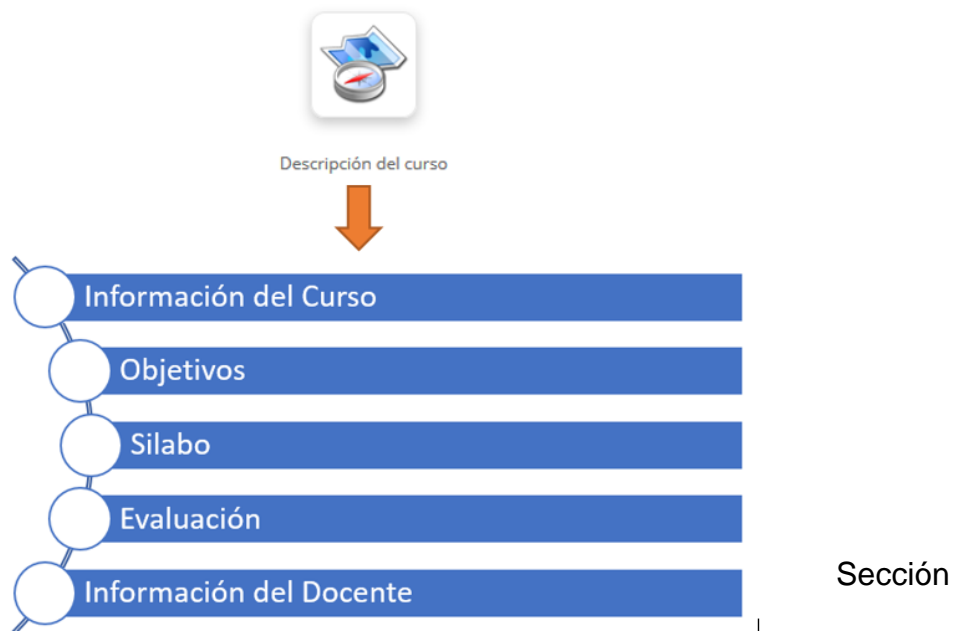 Descripción del curso
Información del Curso
Objetivos
Silabo
Evaluación
Información del Docente
Sección